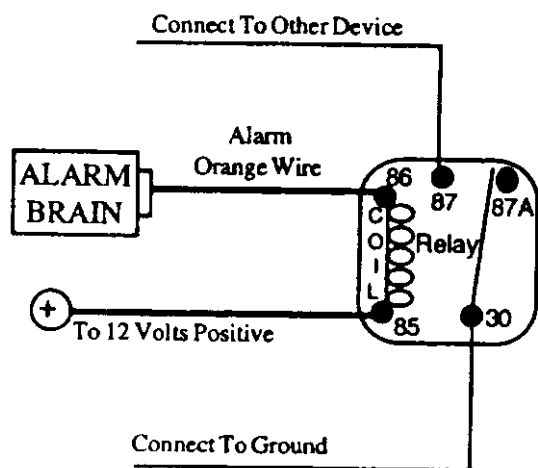 Connect To Other Device
Alarm
Orange Wire
ALARM
BRAIN
86
87
87A
COIL
Relay
+
To 12 Volts Positive
85
30
Connect To Ground